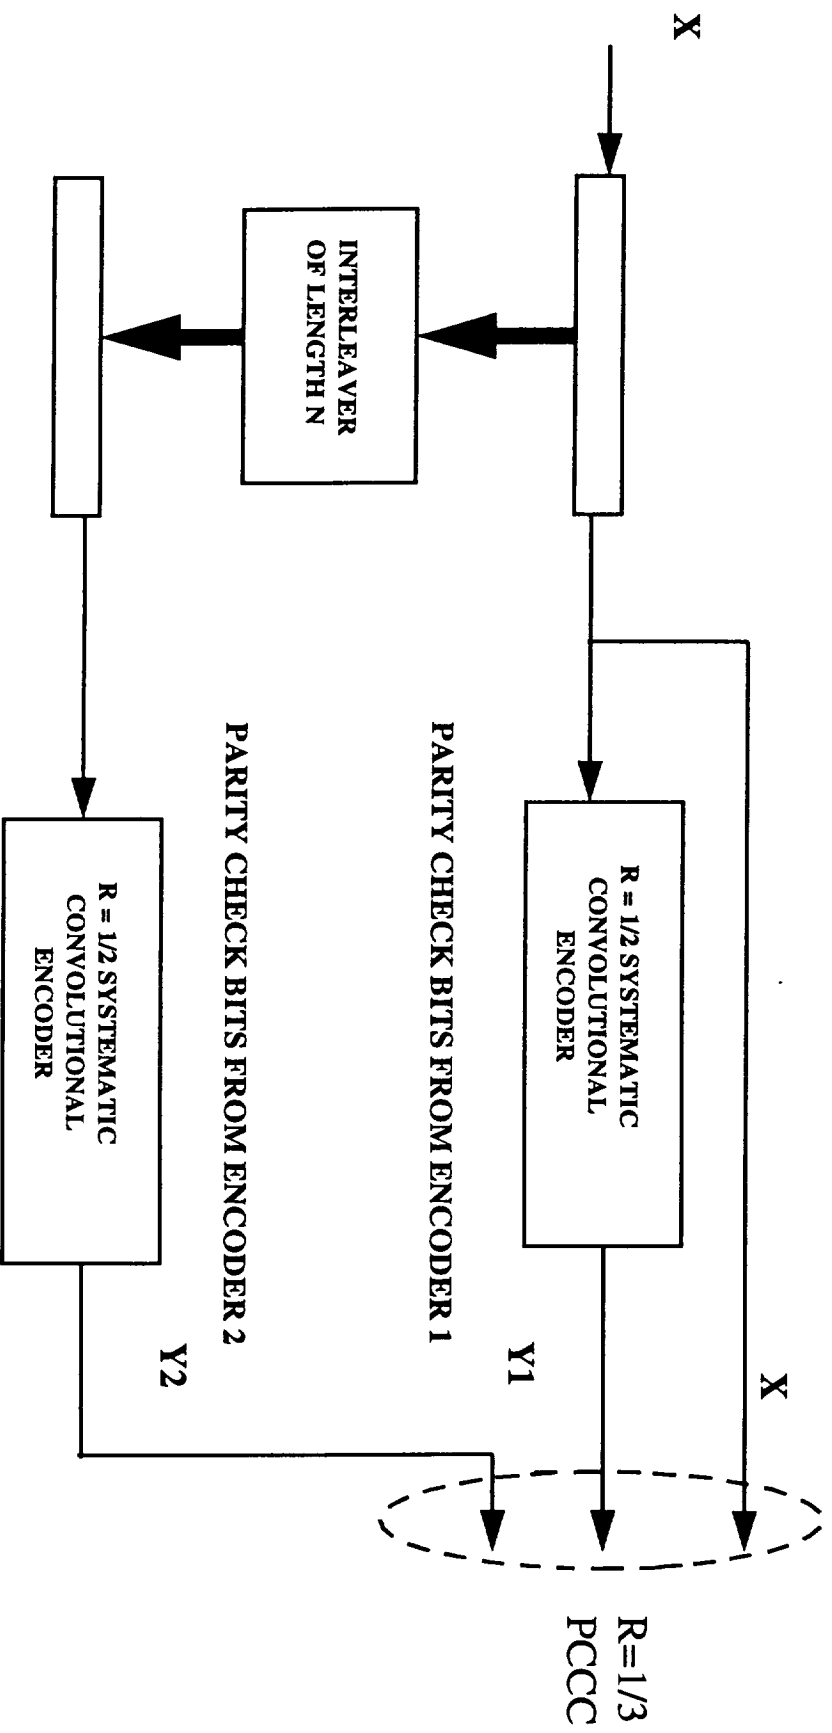 X
X
R = 1/2 SYSTEMATIC
CONVOLUTIONAL
ENCODER
Y1
R=1/3
PCCC
PARITY CHECK BITS FROM ENCODER 1
INTERLEAVER
OF LENGTH N
PARITY CHECK BITS FROM ENCODER 2
Y2
R = 1/2 SYSTEMATIC
CONVOLUTIONAL
ENCODER